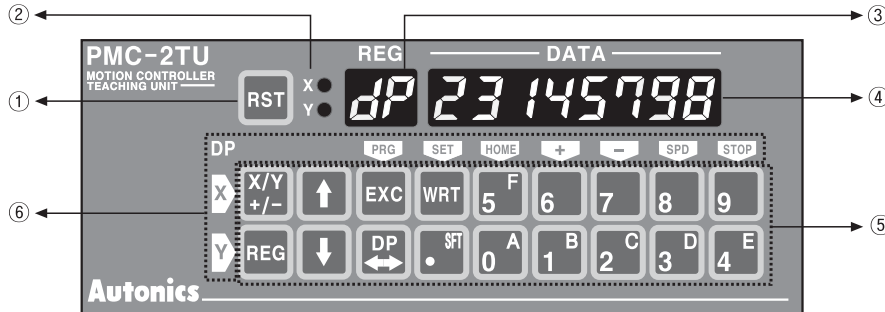 ② ③
PMC-2TU REG DATA
MOTION CONTROLLER
TEACHING UNIT
① RST X Y dP 23145798 ④
DP PRG SET HOME + - SPD STOP
X X/Y +/- ↑ EXC WRT 5 F 6 7 8 9
⑥ ⑤
Y REG ↓ DP ⬌ • SFT 0 A 1 B 2 C 3 D 4 E
Autonics